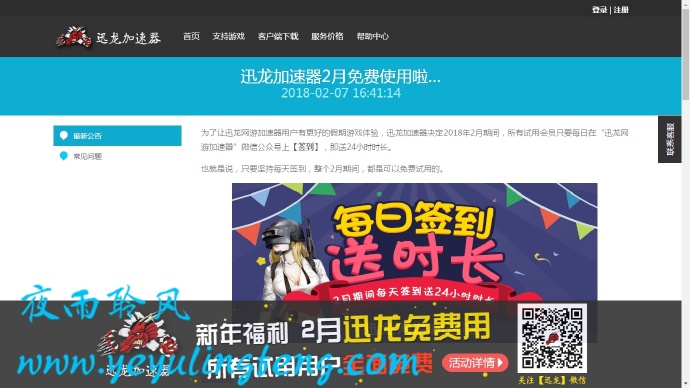 登录 | 注册
迅龙加速器
首页 支持游戏 客户端下载 服务价格 帮助中心
迅龙加速器2月免费使用啦...
2018-02-07 16:41:14
最新公告
常见问题
为了让迅龙网游加速器用户有更好的假期游戏体验，迅龙加速器决定2018年2月期间，所有试用会员只要每日在“迅龙网
游加速器”微信公众号上【签到】，即送24小时时长。
也就是说，只要坚持每天签到，整个2月期间，都是可以免费试用的。
联系客服
每日签到
送时长
2月期间每天签到送24小时时长
夜雨聆风
新年福利 2月迅龙免费用
www.yeyulingfeng.com
迅龙加速器
所有试用用户 全面免费
活动详情
关注【迅龙】微信